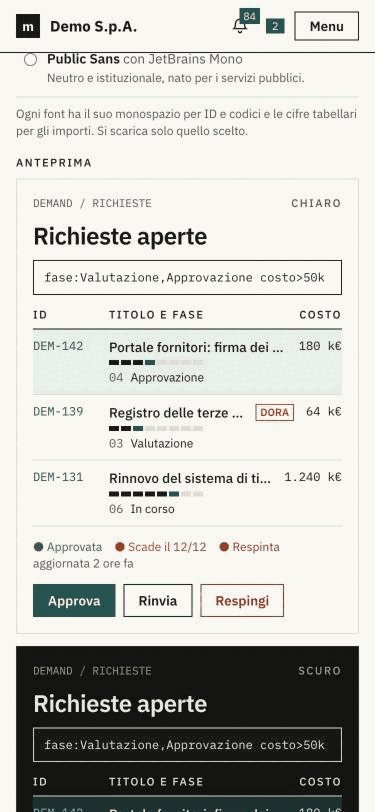 m Demo S.p.A. 84 2 Menu
Public Sans con JetBrains Mono
Neutro e istituzionale, nato per i servizi pubblici.
Ogni font ha il suo monospazio per ID e codici e le cifre tabellari
per gli importi. Si scarica solo quello scelto.
ANTEPRIMA
DEMAND / RICHIESTE CHIARO
Richieste aperte
fase:Valutazione,Approvazione costo>50k
ID TITOLO E FASE COSTO
DEM-142 Portale fornitori: firma dei ... 180 k€
04 Approvazione
DEM-139 Registro delle terze ... DORA 64 k€
03 Valutazione
DEM-131 Rinnovo del sistema di ti... 1.240 k€
06 In corso
Approvata Scade il 12/12 Respinta
aggiornata 2 ore fa
Approva Rinvia Respingi
DEMAND / RICHIESTE SCURO
Richieste aperte
fase:Valutazione,Approvazione costo>50k
ID TITOLO E FASE COSTO